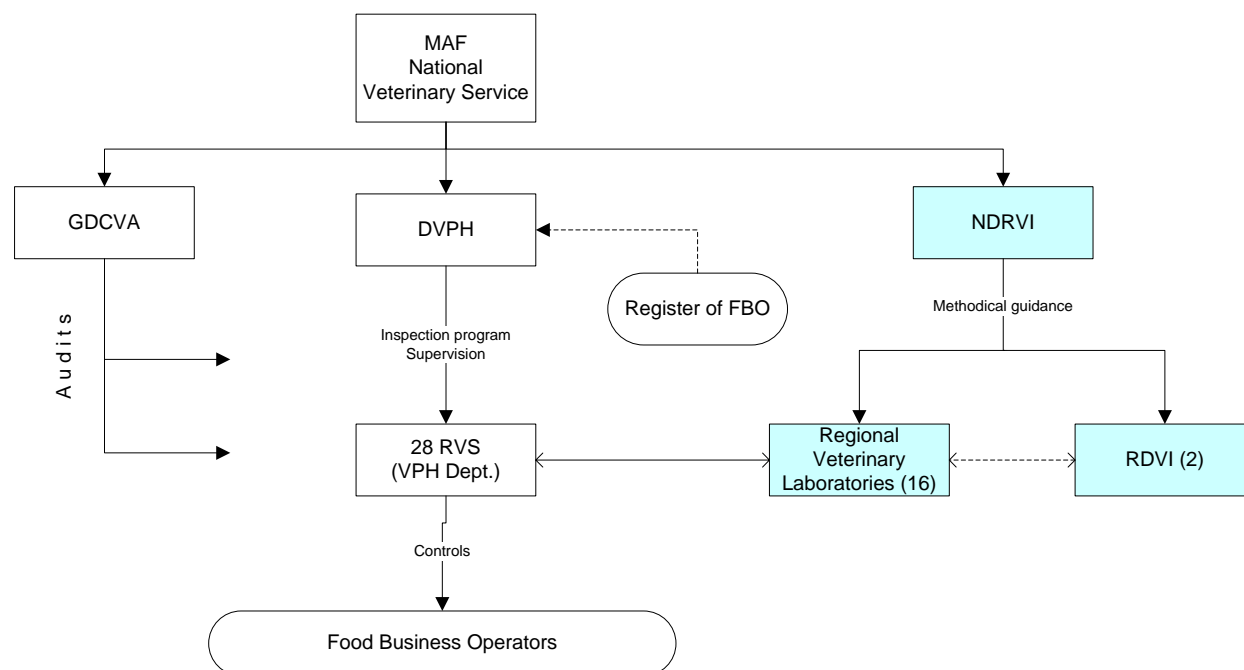 MAF
National
Veterinary Service
GDCVA
DVPH
NDRVI
Register of FBO
Methodical guidance
Audits
Inspection program
Supervision
28 RVS
(VPH Dept.)
Regional
Veterinary
Laboratories (16)
RDVI (2)
Controls
Food Business Operators